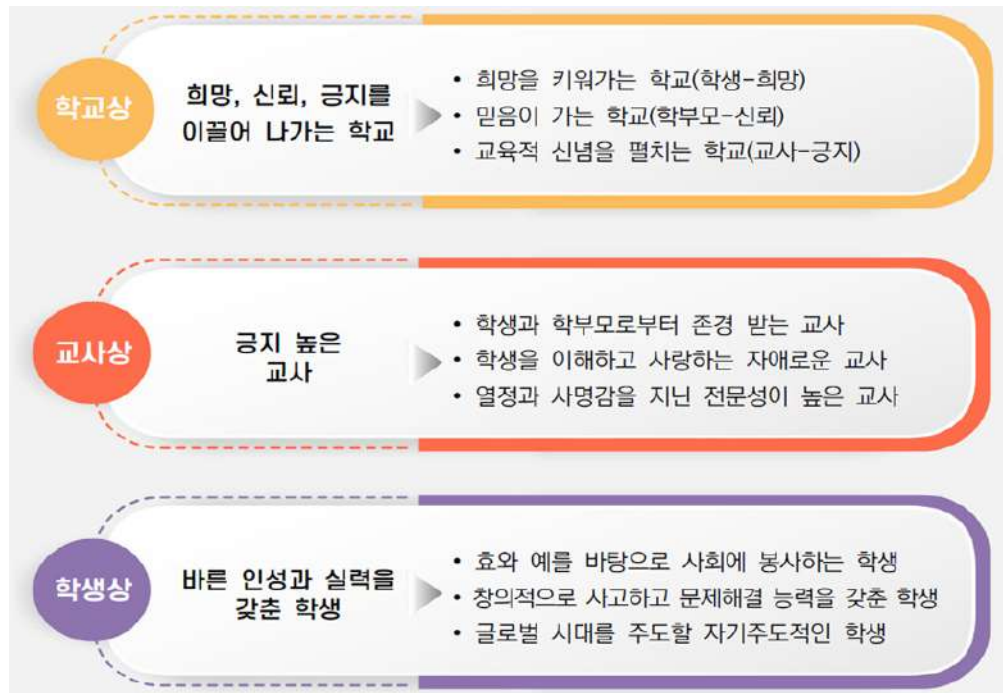 학교상
희망, 신뢰, 긍지를
이끌어 나가는 학교
• 희망을 키워가는 학교(학생-희망)
• 믿음이 가는 학교(학부모-신뢰)
• 교육적 신념을 펼치는 학교(교사-긍지)
교사상
긍지 높은
교사
• 학생과 학부모로부터 존경 받는 교사
• 학생을 이해하고 사랑하는 자애로운 교사
• 열정과 사명감을 지닌 전문성이 높은 교사
학생상
바른 인성과 실력을
갖춘 학생
• 효와 예를 바탕으로 사회에 봉사하는 학생
• 창의적으로 사고하고 문제해결 능력을 갖춘 학생
• 글로벌 시대를 주도할 자기주도적인 학생